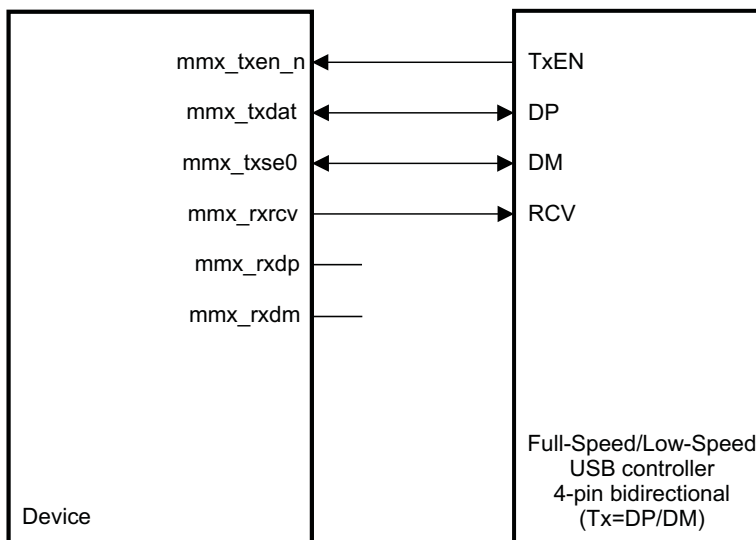 mmx_txen_n TxEN
mmx_txdat DP
mmx_txse0 DM
mmx_rxrcv RCV
mmx_rxdp
mmx_rxdm
Full-Speed/Low-Speed
USB controller
4-pin bidirectional
(Tx=DP/DM)
Device